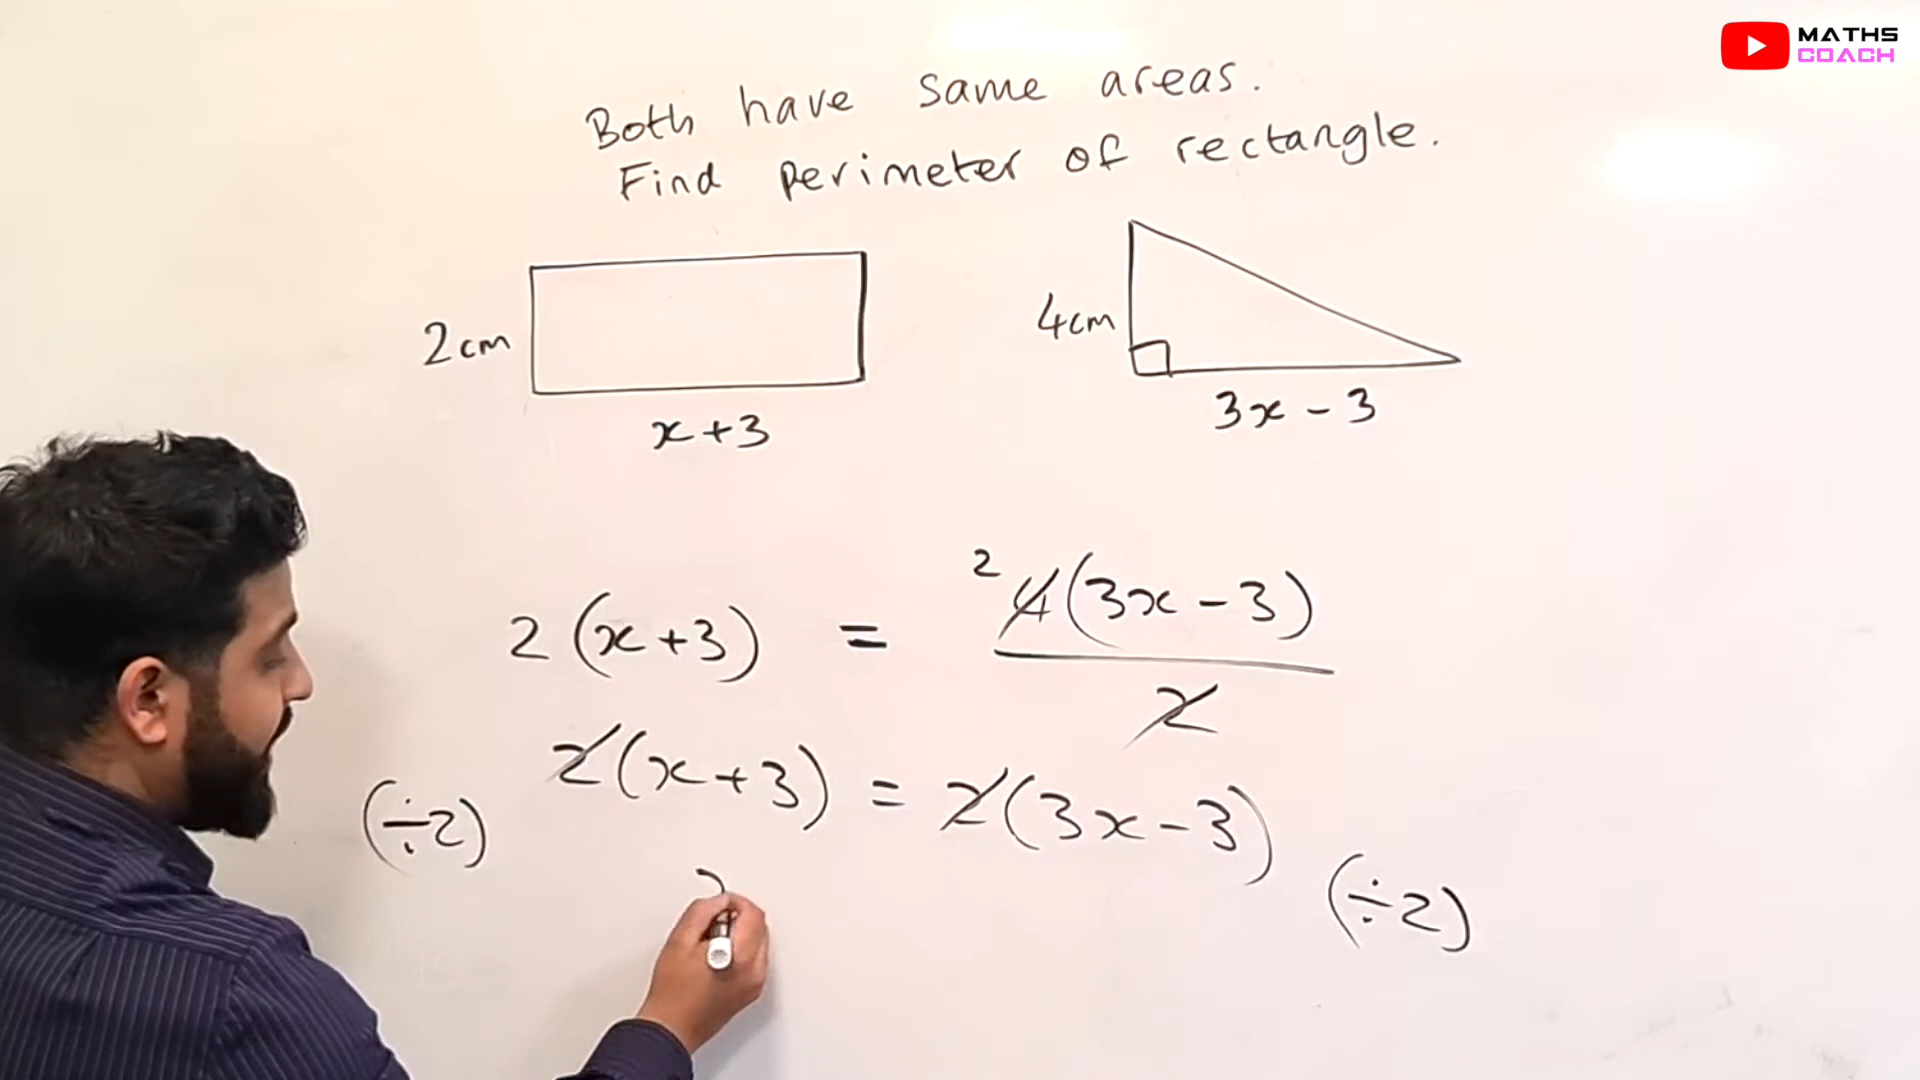 MATHS
COACH
Both have same areas.
Find perimeter of rectangle.
2cm
x+3
4cm
3x - 3
2(x+3) = 2 4(3x-3)
2
(÷2) 2(x+3) = 2(3x-3) (÷2)